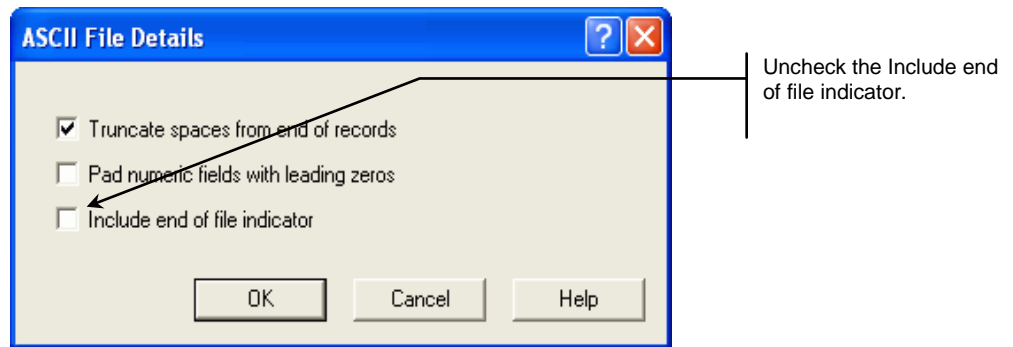 ASCII File Details
Uncheck the Include end
of file indicator.
Truncate spaces from end of records
Pad numeric fields with leading zeros
Include end of file indicator
OK Cancel Help